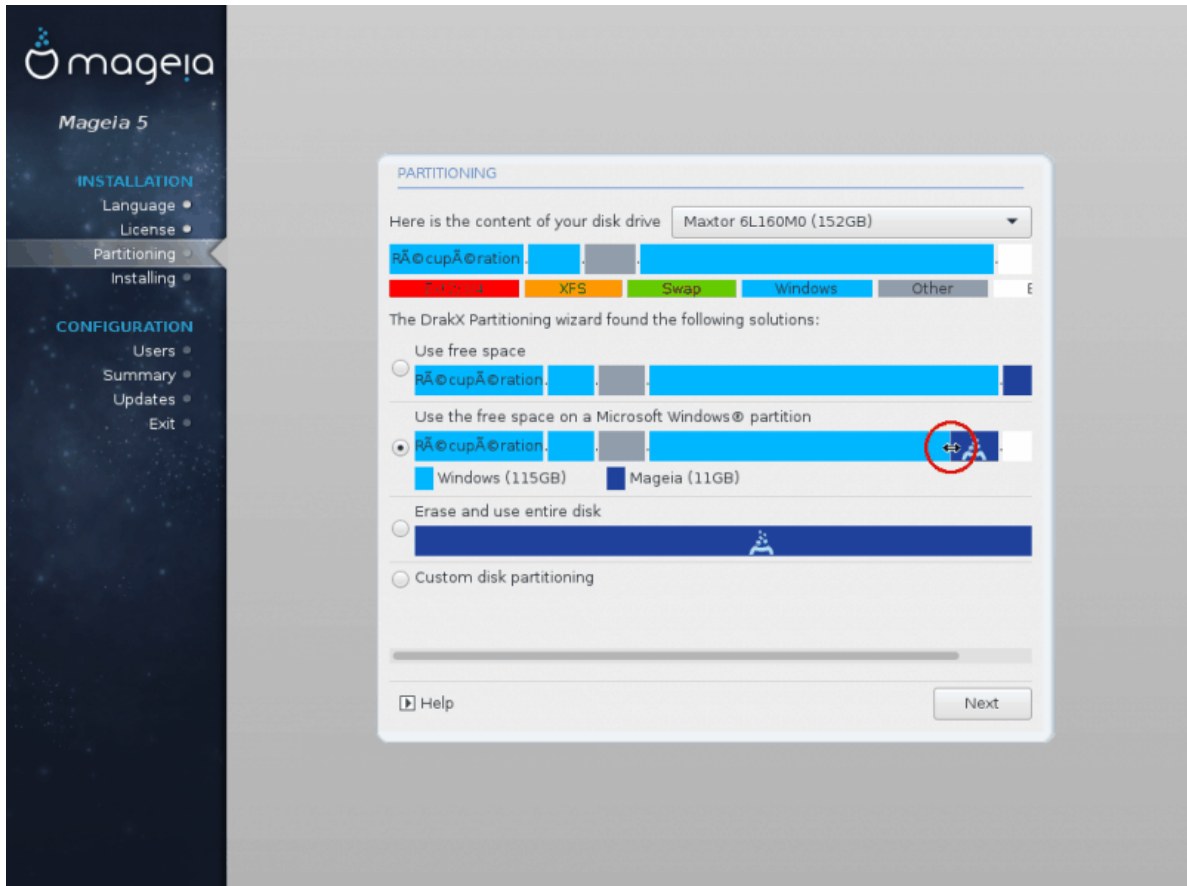 mageia
Mageia 5
INSTALLATION
Language
License
Partitioning
Installing
CONFIGURATION
Users
Summary
Updates
Exit
PARTITIONING
Here is the content of your disk drive Maxtor 6L160M0 (152GB)
RÃ©cupÃ©ration
XFS Swap Windows Other E
The DrakX Partitioning wizard found the following solutions:
Use free space
RÃ©cupÃ©ration
Use the free space on a Microsoft Windows® partition
RÃ©cupÃ©ration
Windows (115GB) Mageia (11GB)
Erase and use entire disk
Custom disk partitioning
Help Next